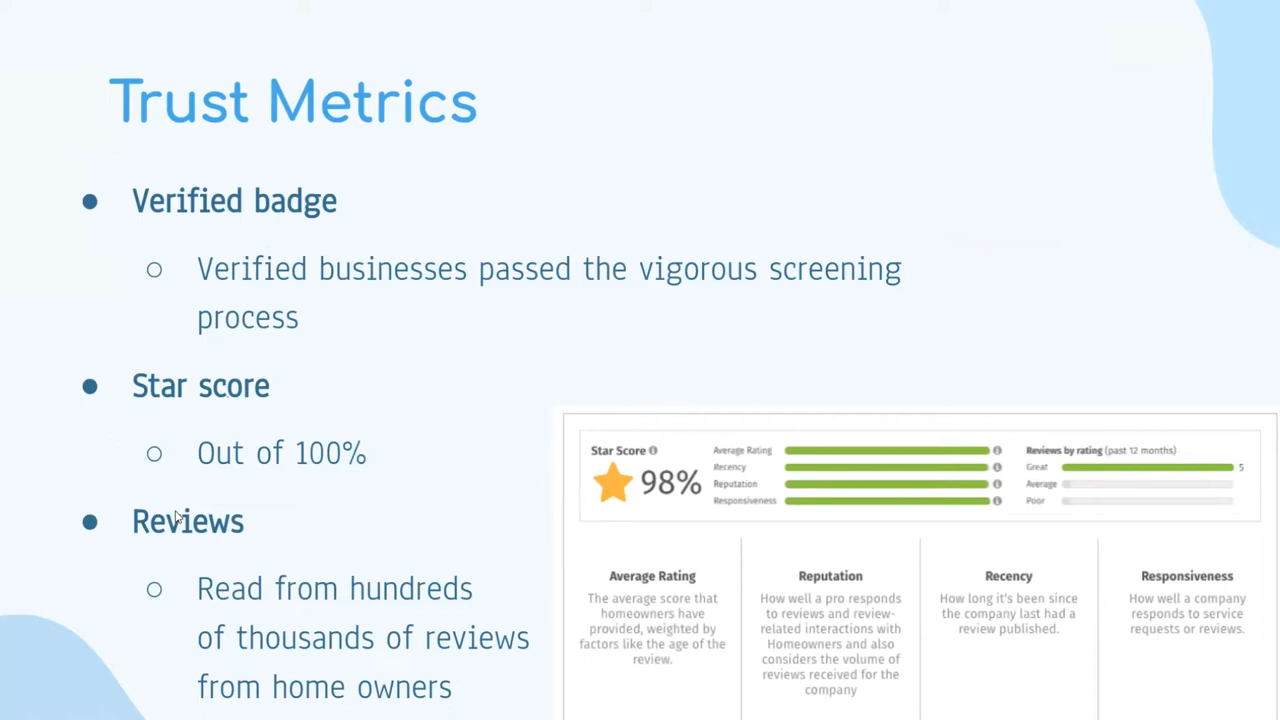 Trust Metrics
● Verified badge
○ Verified businesses passed the vigorous screening
process
● Star score
○ Out of 100%
● Reviews
○ Read from hundreds
of thousands of reviews
from home owners
Star Score
98%
Average Rating
Recency
Reputation
Responsiveness
Reviews by rating (past 12 months)
Great 5
Average
Poor
Average Rating
The average score that
homeowners have
provided, weighted by
factors like the age of the
review.
Reputation
How well a pro responds
to reviews and review-
related interactions with
Homeowners and also
considers the volume of
reviews received for the
company
Recency
How long it's been since
the company last had a
review published.
Responsiveness
How well a company
responds to service
requests or reviews.